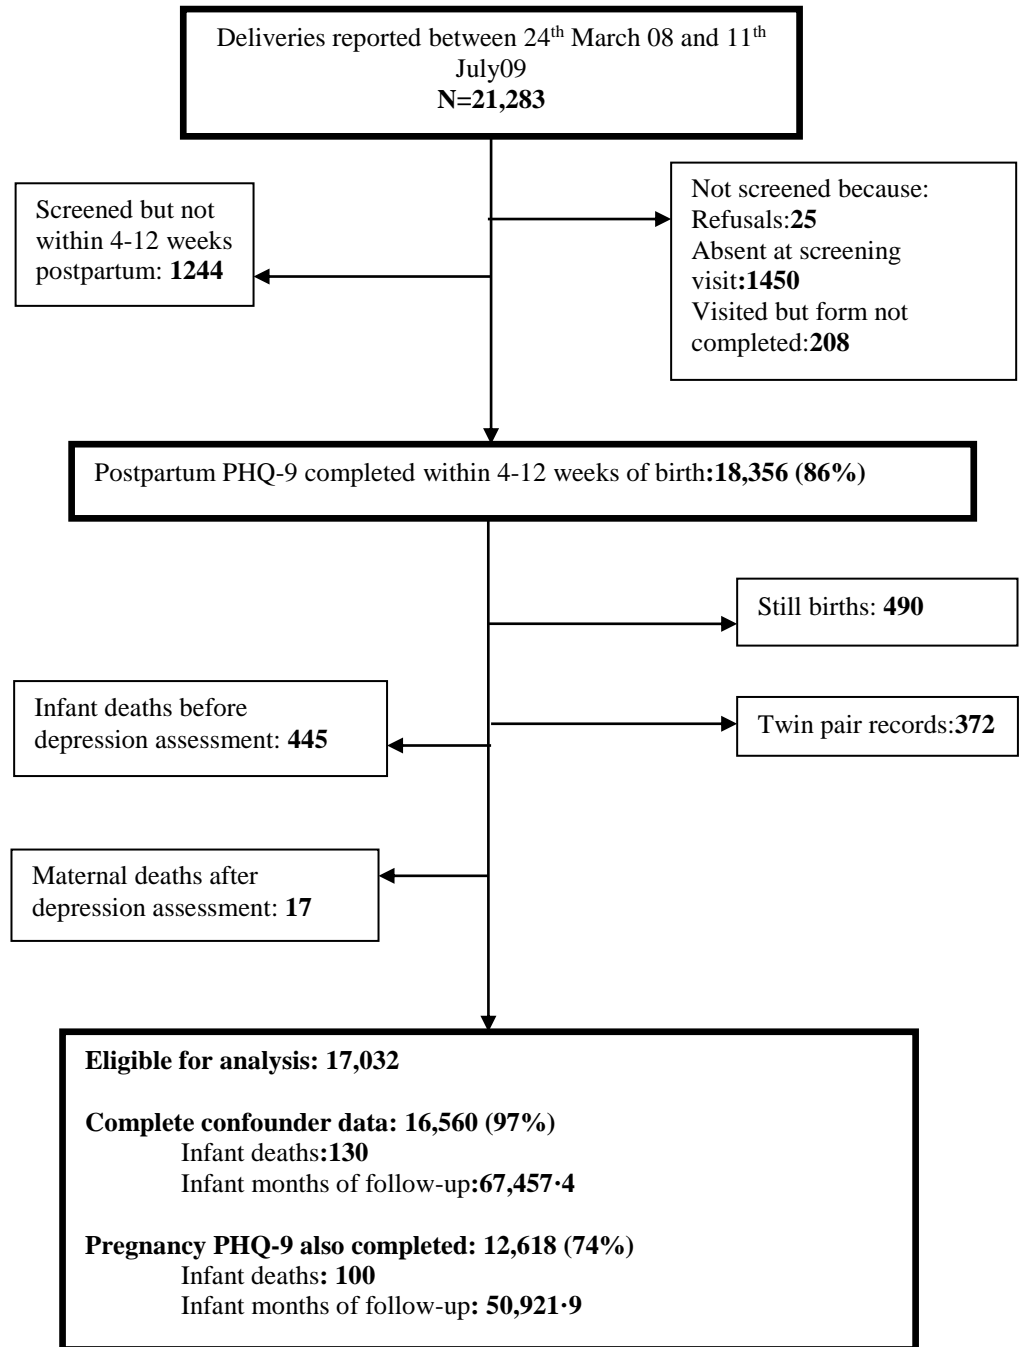 Deliveries reported between 24th March 08 and 11th
July09
N=21,283
Screened but not
within 4-12 weeks
postpartum: 1244
Not screened because:
Refusals:25
Absent at screening
visit:1450
Visited but form not
completed:208
Postpartum PHQ-9 completed within 4-12 weeks of birth:18,356 (86%)
Still births: 490
Infant deaths before
depression assessment: 445
Twin pair records:372
Maternal deaths after
depression assessment: 17
Eligible for analysis: 17,032
Complete confounder data: 16,560 (97%)
Infant deaths:130
Infant months of follow-up:67,457·4
Pregnancy PHQ-9 also completed: 12,618 (74%)
Infant deaths: 100
Infant months of follow-up: 50,921·9